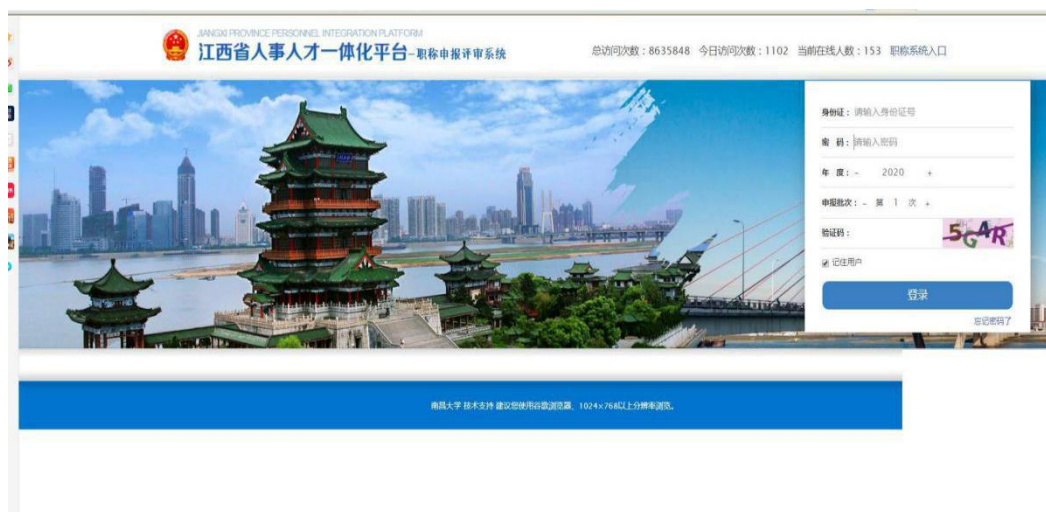 JIANGXI PROVINCE PERSONNEL INTEGRATION PLATFORM
江西省人事人才一体化平台-职称申报评审系统
总访问次数：8635848 今日访问次数：1102 当前在线人数：153 职称系统入口
身份证：请输入身份证号
密 码：请输入密码
年 度：- 2020 +
申报批次：- 第 1 次 +
验证码： 5G4R
记住用户
登录
忘记密码了
南昌大学 技术支持 建议您使用谷歌浏览器，1024×768以上分辨率浏览。